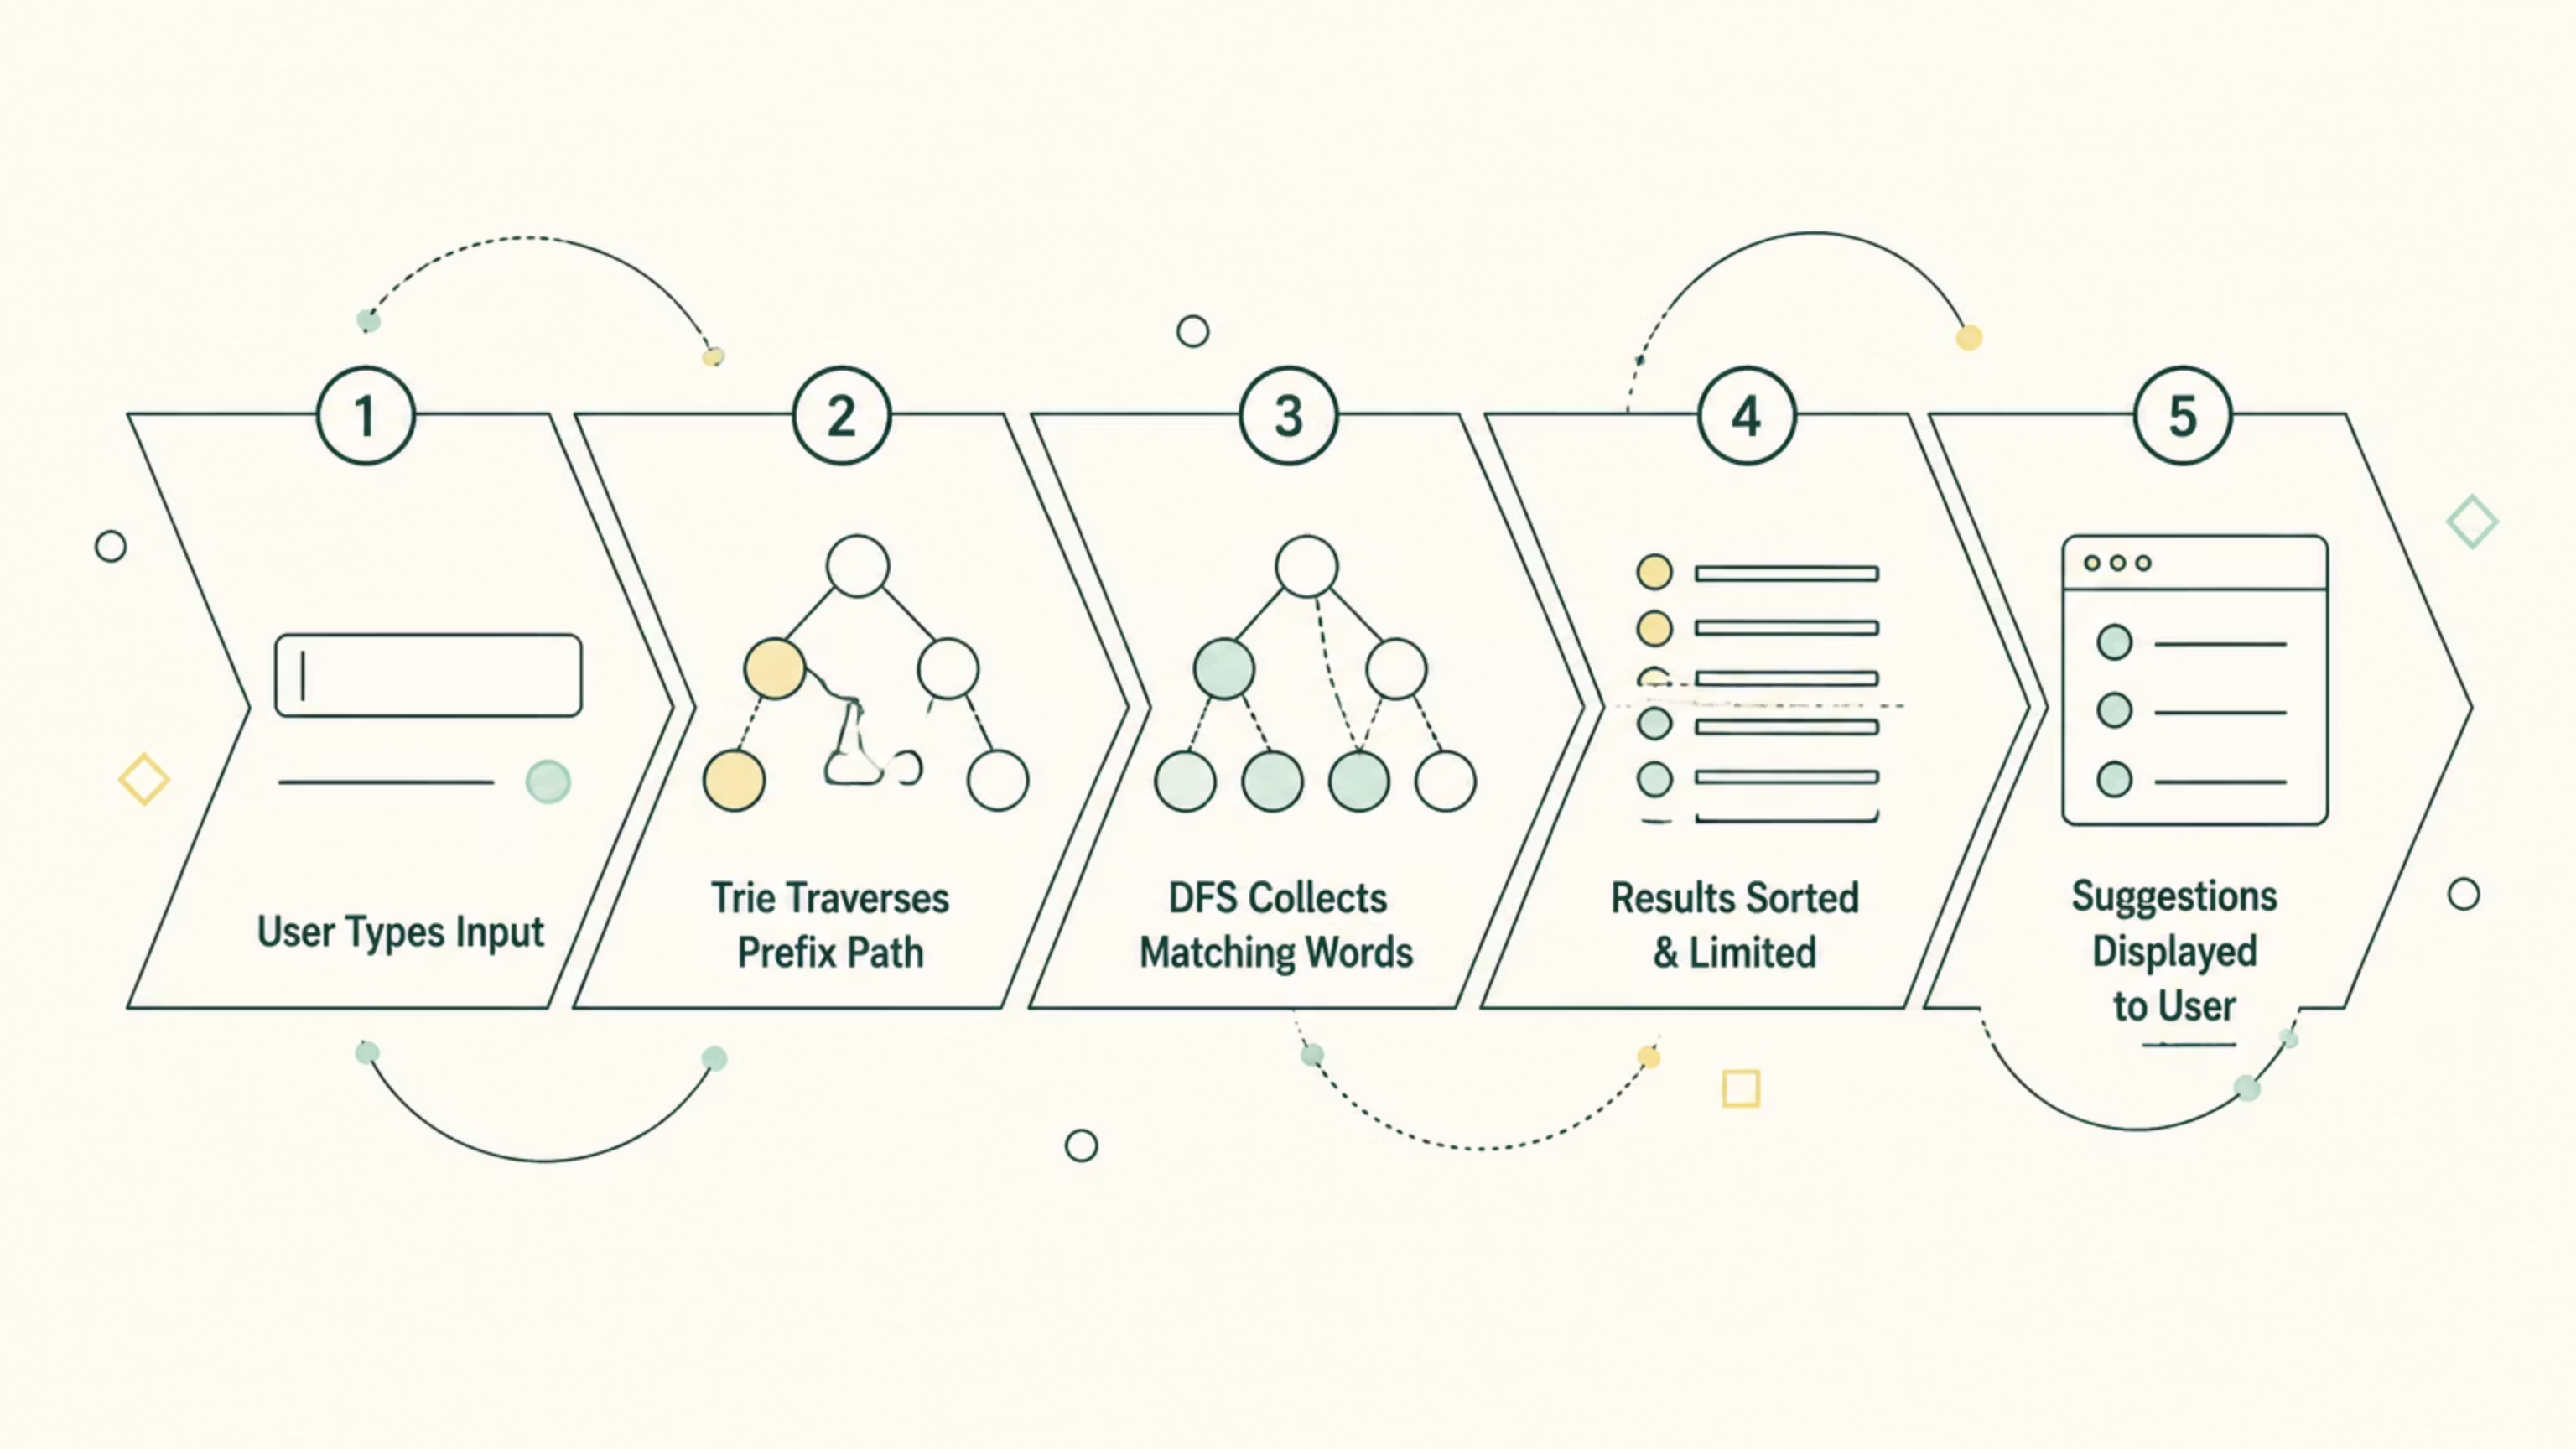 1
User Types Input
2
Trie Traverses
Prefix Path
3
DFS Collects
Matching Words
4
Results Sorted
& Limited
5
Suggestions
Displayed
to User